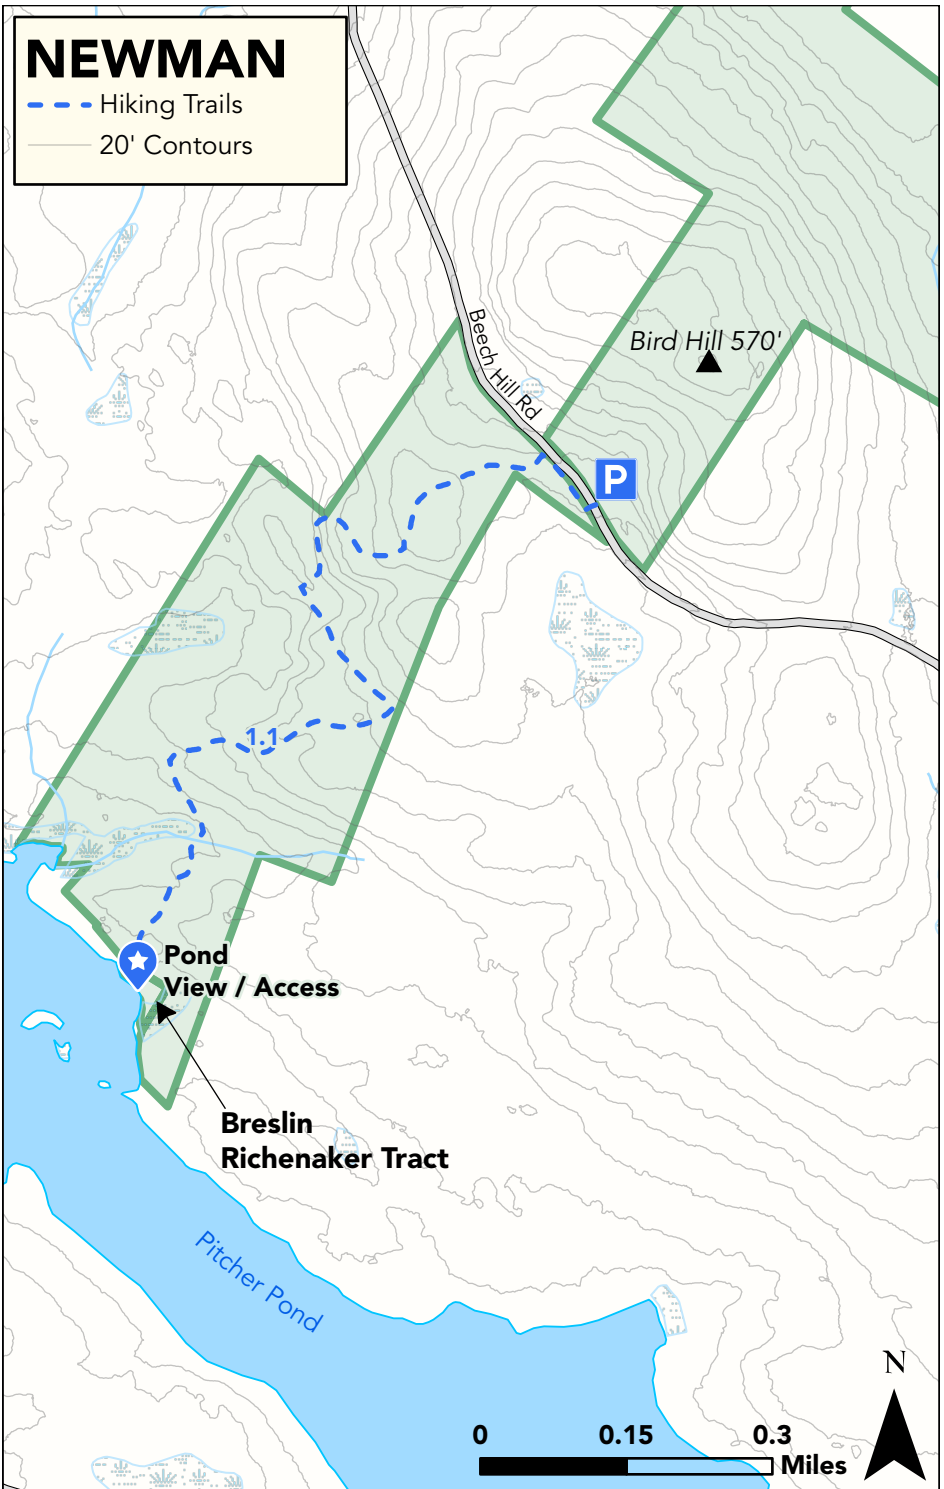 NEWMAN
Hiking Trails
20' Contours
Beech Hill Rd
Bird Hill 570'
P
1.1
Pond
View / Access
Breslin
Richenaker Tract
Pitcher Pond
N
0 0.15 0.3
Miles